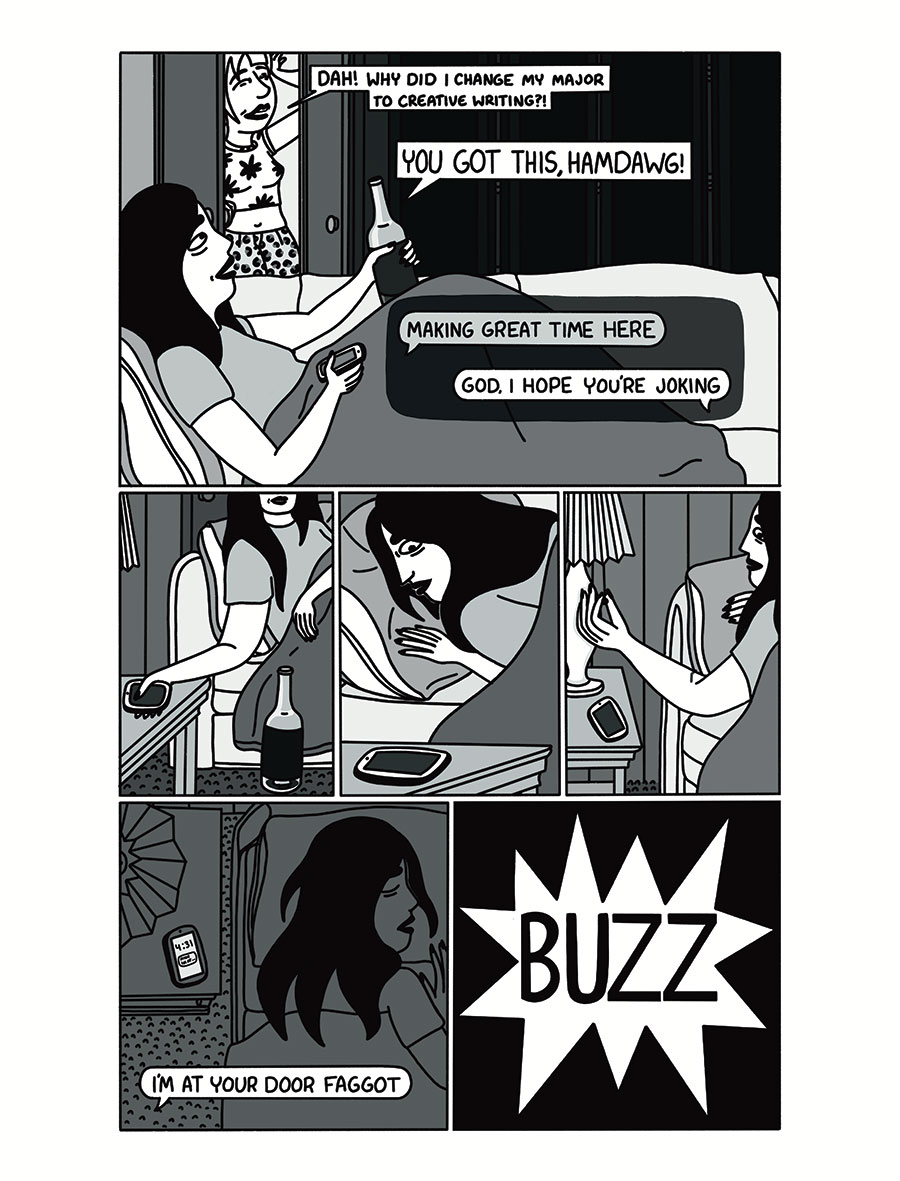 DAH! WHY DID I CHANGE MY MAJOR
TO CREATIVE WRITING?!
YOU GOT THIS, HAMDAWG!
MAKING GREAT TIME HERE
GOD, I HOPE YOU'RE JOKING
4:31
I'M AT YOUR DOOR FAGGOT
BUZZ